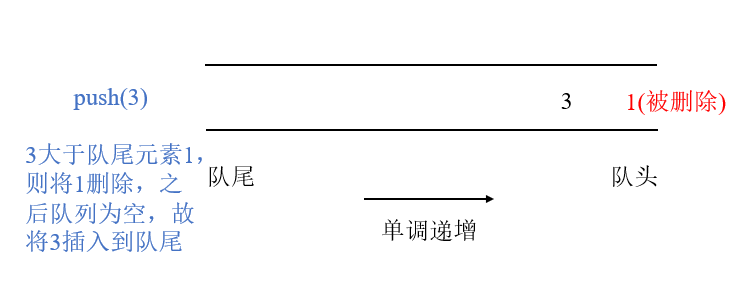 push(3)
3
1(被删除)
3大于队尾元素1,
则将1删除，之
后队列为空，故
将3插入到队尾
队尾
队头
单调递增